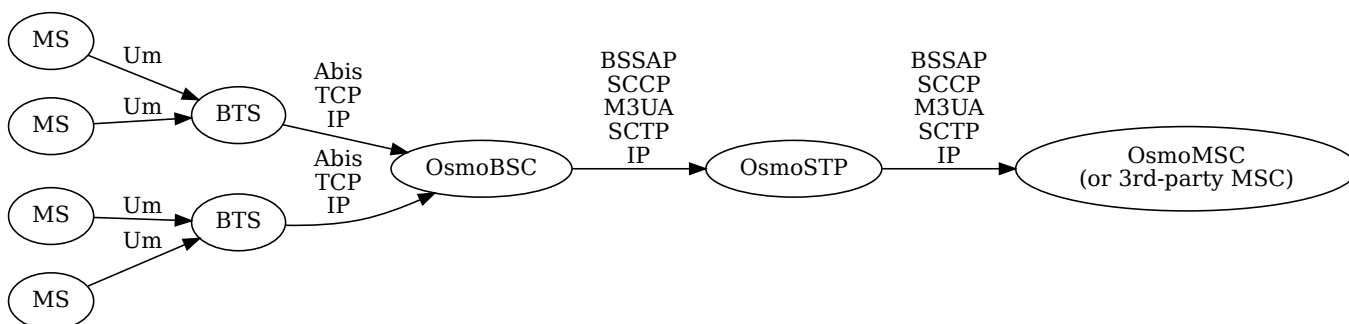 MS
Um
MS
Um
BTS
Abis
TCP
IP
MS
Um
MS
Um
BTS
Abis
TCP
IP
OsmoBSC
BSSAP
SCCP
M3UA
SCTP
IP
OsmoSTP
BSSAP
SCCP
M3UA
SCTP
IP
OsmoMSC
(or 3rd-party MSC)